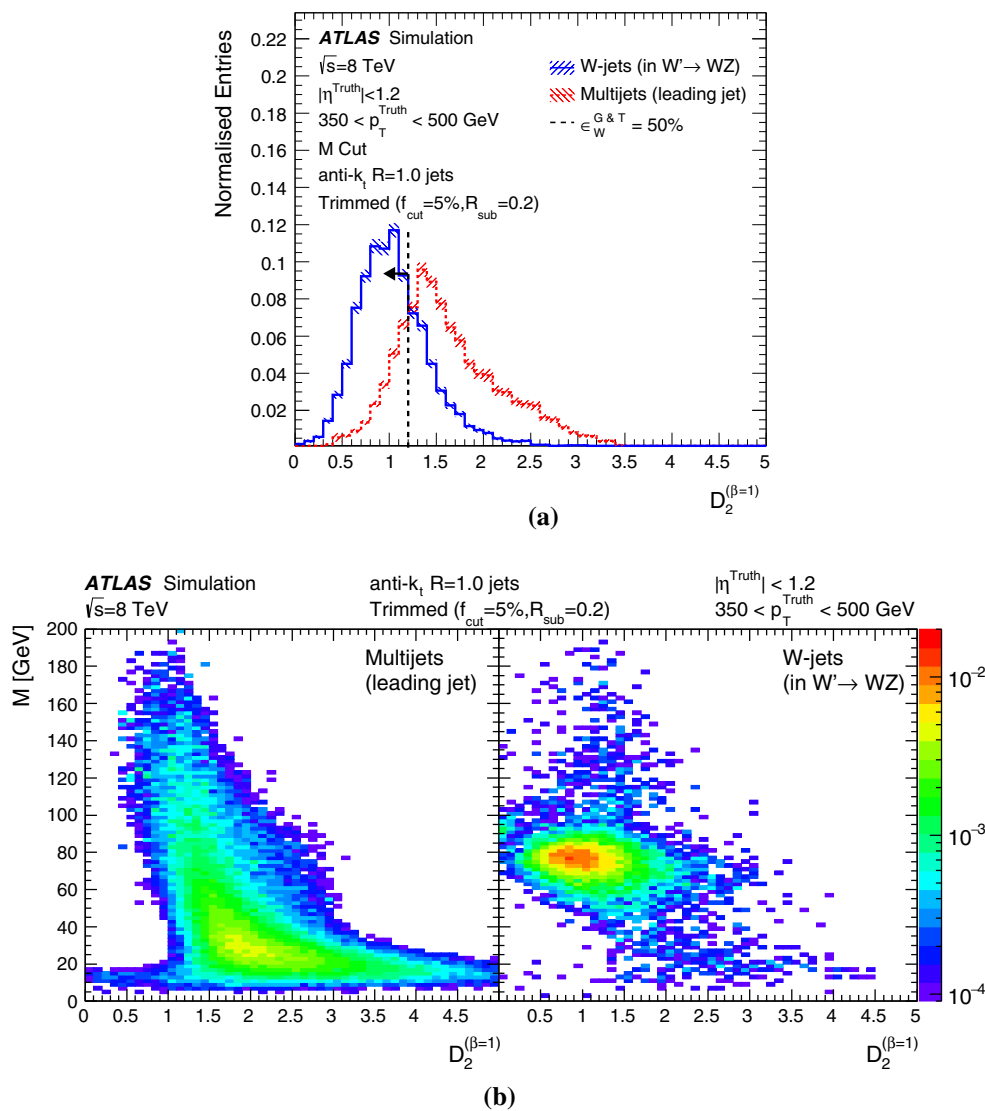 Normalised Entries
ATLAS Simulation
√s=8 TeV
|η^Truth|<1.2
350 < p_T^Truth < 500 GeV
M Cut
anti-k_t R=1.0 jets
Trimmed (f_cut=5%,R_sub=0.2)
W-jets (in W'→ WZ)
Multijets (leading jet)
∈_W^G & T = 50%
0.22
0.2
0.18
0.16
0.14
0.12
0.1
0.08
0.06
0.04
0.02
0 0.5 1 1.5 2 2.5 3 3.5 4 4.5 5
D_2^(β=1)
(a)
ATLAS Simulation
√s=8 TeV
anti-k_t R=1.0 jets
Trimmed (f_cut=5%,R_sub=0.2)
|η^Truth| < 1.2
350 < p_T^Truth < 500 GeV
M [GeV]
200
180
160
140
120
100
80
60
40
20
0
Multijets
(leading jet)
W-jets
(in W'→ WZ)
10^-2
10^-3
10^-4
0 0.5 1 1.5 2 2.5 3 3.5 4 4.5
0.5 1 1.5 2 2.5 3 3.5 4 4.5 5
D_2^(β=1)
D_2^(β=1)
(b)